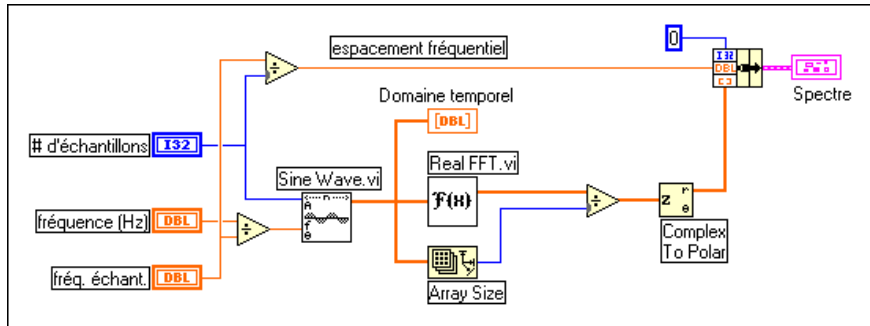 espacement fréquentiel
0
I32
DBL
[ ]
Spectre
Domaine temporel
[DBL]
# d'échantillons
I32
Sine Wave.vi
Real FFT.vi
n
A
f
θ
F(x)
z
r
θ
fréquence (Hz)
DBL
Complex
To Polar
fréq. échant.
DBL
Array Size